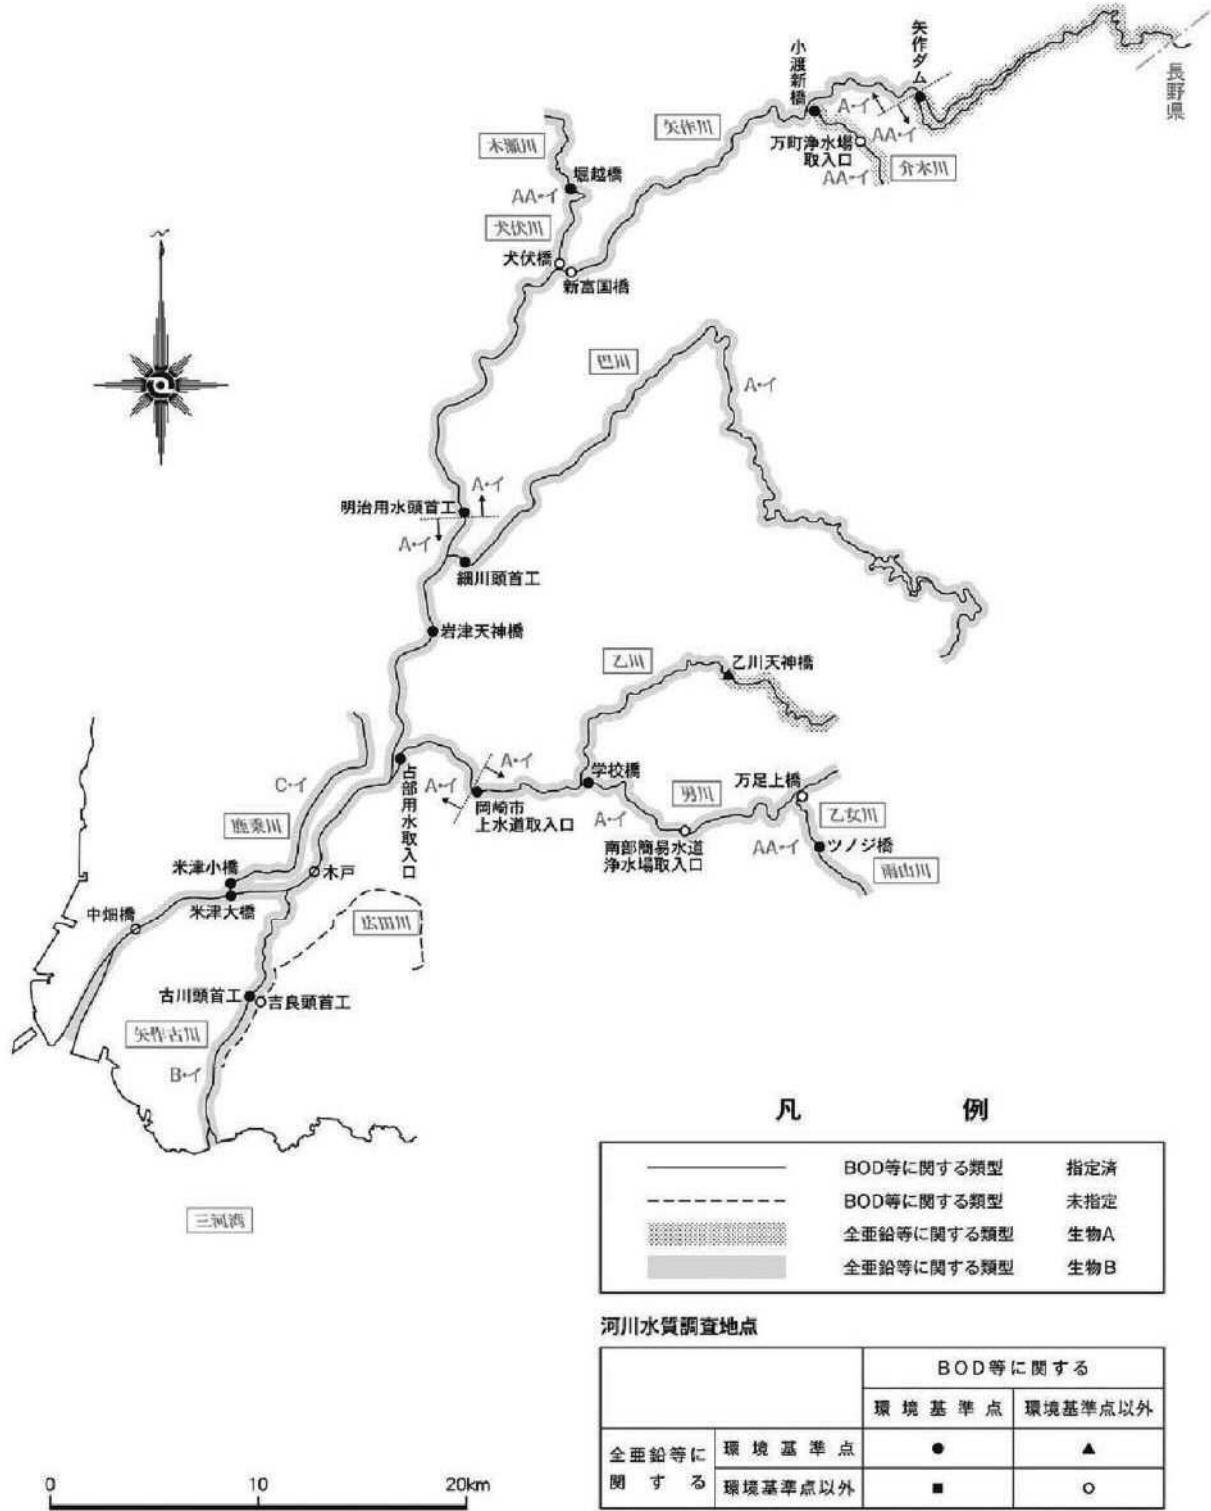 小渡新橋
矢作ダム
長野県
A・イ
AA・イ
矢作川
木瀬川
万町浄水場
取入口
介木川
AA・イ
堀越橋
AA・イ
犬伏川
犬伏橋
新富国橋
巴川
A・イ
A・イ
明治用水頭首工
A・イ
細川頭首工
岩津天神橋
乙川
乙川天神橋
C・イ
占部用水取入口
A・イ
A・イ
学校橋
万足上橋
岡崎市
上水道取入口
男川
乙女川
A・イ
鹿乗川
南部簡易水道
浄水場取入口
AA・イ
ツノジ橋
雨山川
米津小橋
木戸
米津大橋
中畑橋
広田川
古川頭首工
吉良頭首工
矢作古川
B・イ
三河湾
凡例
BOD等に関する類型 指定済
BOD等に関する類型 未指定
全亜鉛等に関する類型 生物A
全亜鉛等に関する類型 生物B
河川水質調査地点
BOD等に関する
環境基準点 環境基準点以外
全亜鉛等に
関する
環境基準点 ● ▲
環境基準点以外 ■ ○
0 10 20km